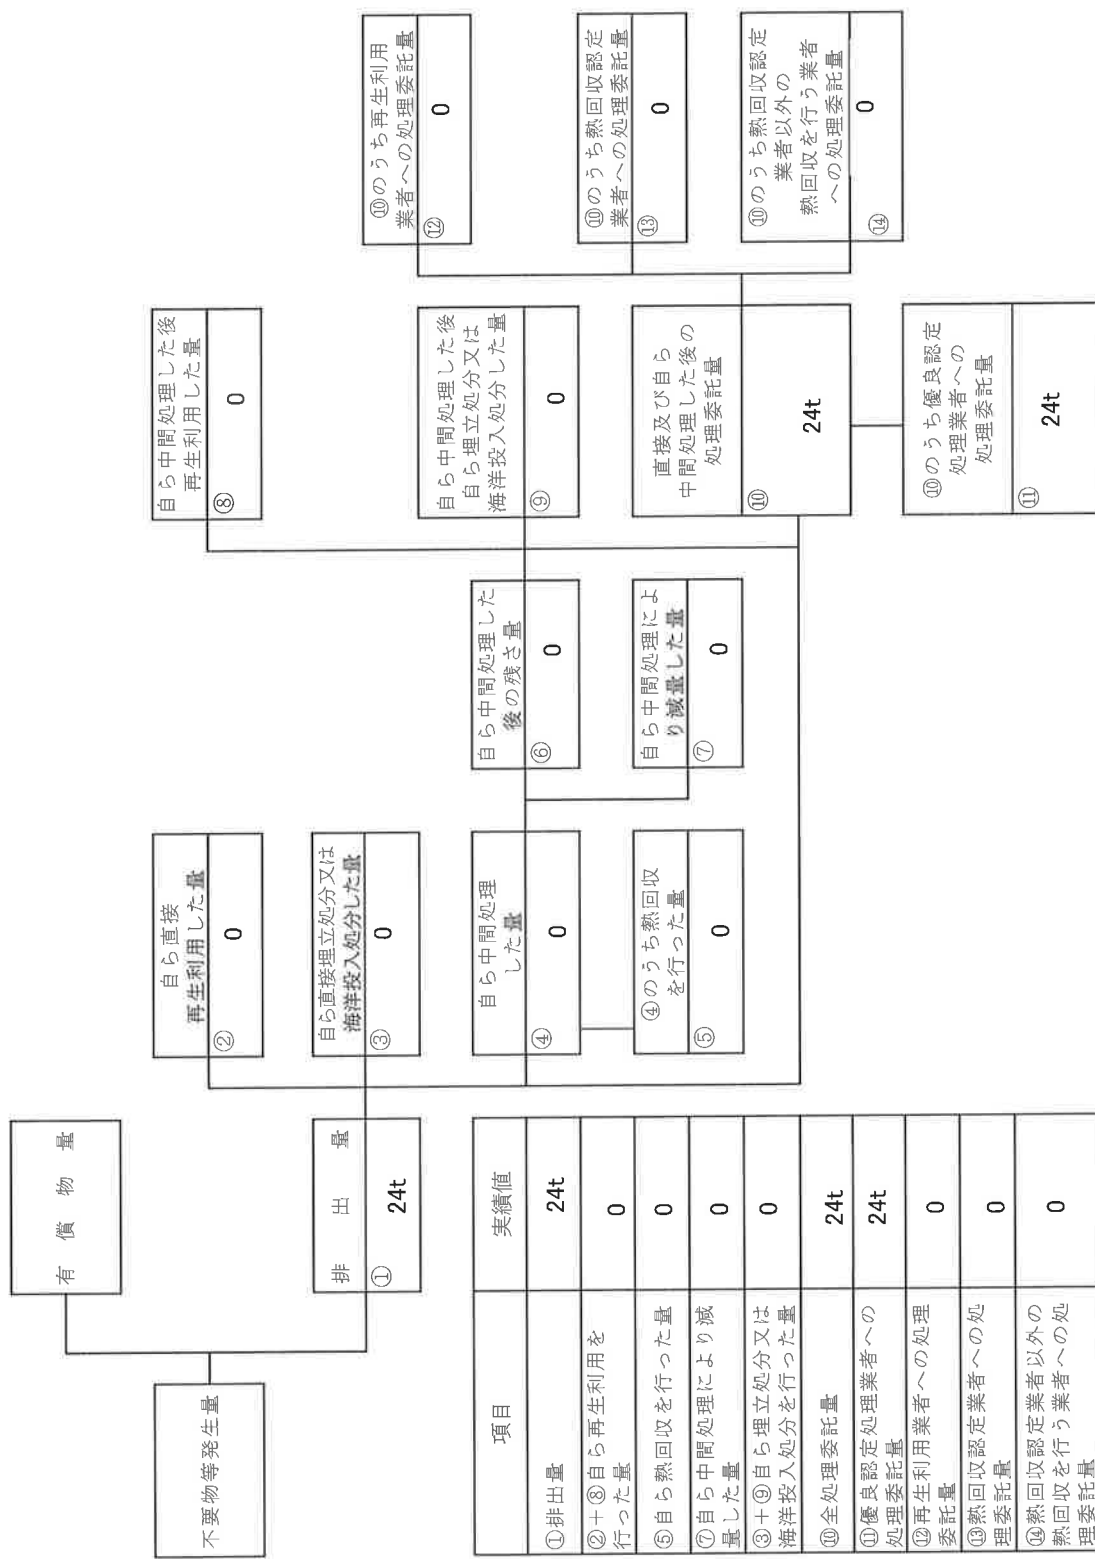 不要物等発生量
有償物量
排出量
①
24t
自ら直接
再生利用した量
②
0
自ら直接埋立処分又は
海洋投入処分した量
③
0
自ら中間処理
した量
④
0
④のうち熱回収
を行った量
⑤
0
自ら中間処理した
後の残さ量
⑥
0
自ら中間処理によ
り減量した量
⑦
0
自ら中間処理した後
再生利用した量
⑧
0
自ら中間処理した後
自ら埋立処分又は
海洋投入処分した量
⑨
0
直接及び自ら
中間処理した後の
処理委託量
⑩
24t
⑩のうち優良認定
処理業者への
処理委託量
⑪
24t
⑩のうち再生利用
業者への処理委託量
⑫
0
⑩のうち熱回収認定
業者への処理委託量
⑬
0
⑩のうち熱回収認定
業者以外の
熱回収を行う業者
への処理委託量
⑭
0
項目
実績値
①排出量
24t
②+⑧自ら再生利用を
行った量
0
⑤自ら熱回収を行った量
0
⑦自ら中間処理により減
量した量
0
③+⑨自ら埋立処分又は
海洋投入処分を行った量
0
⑩全処理委託量
24t
⑪優良認定処理業者への
処理委託量
24t
⑫再生利用業者への処理
委託量
0
⑬熱回収認定業者への処
理委託量
0
⑭熱回収認定業者以外の
熱回収を行う業者への処
理委託量
0